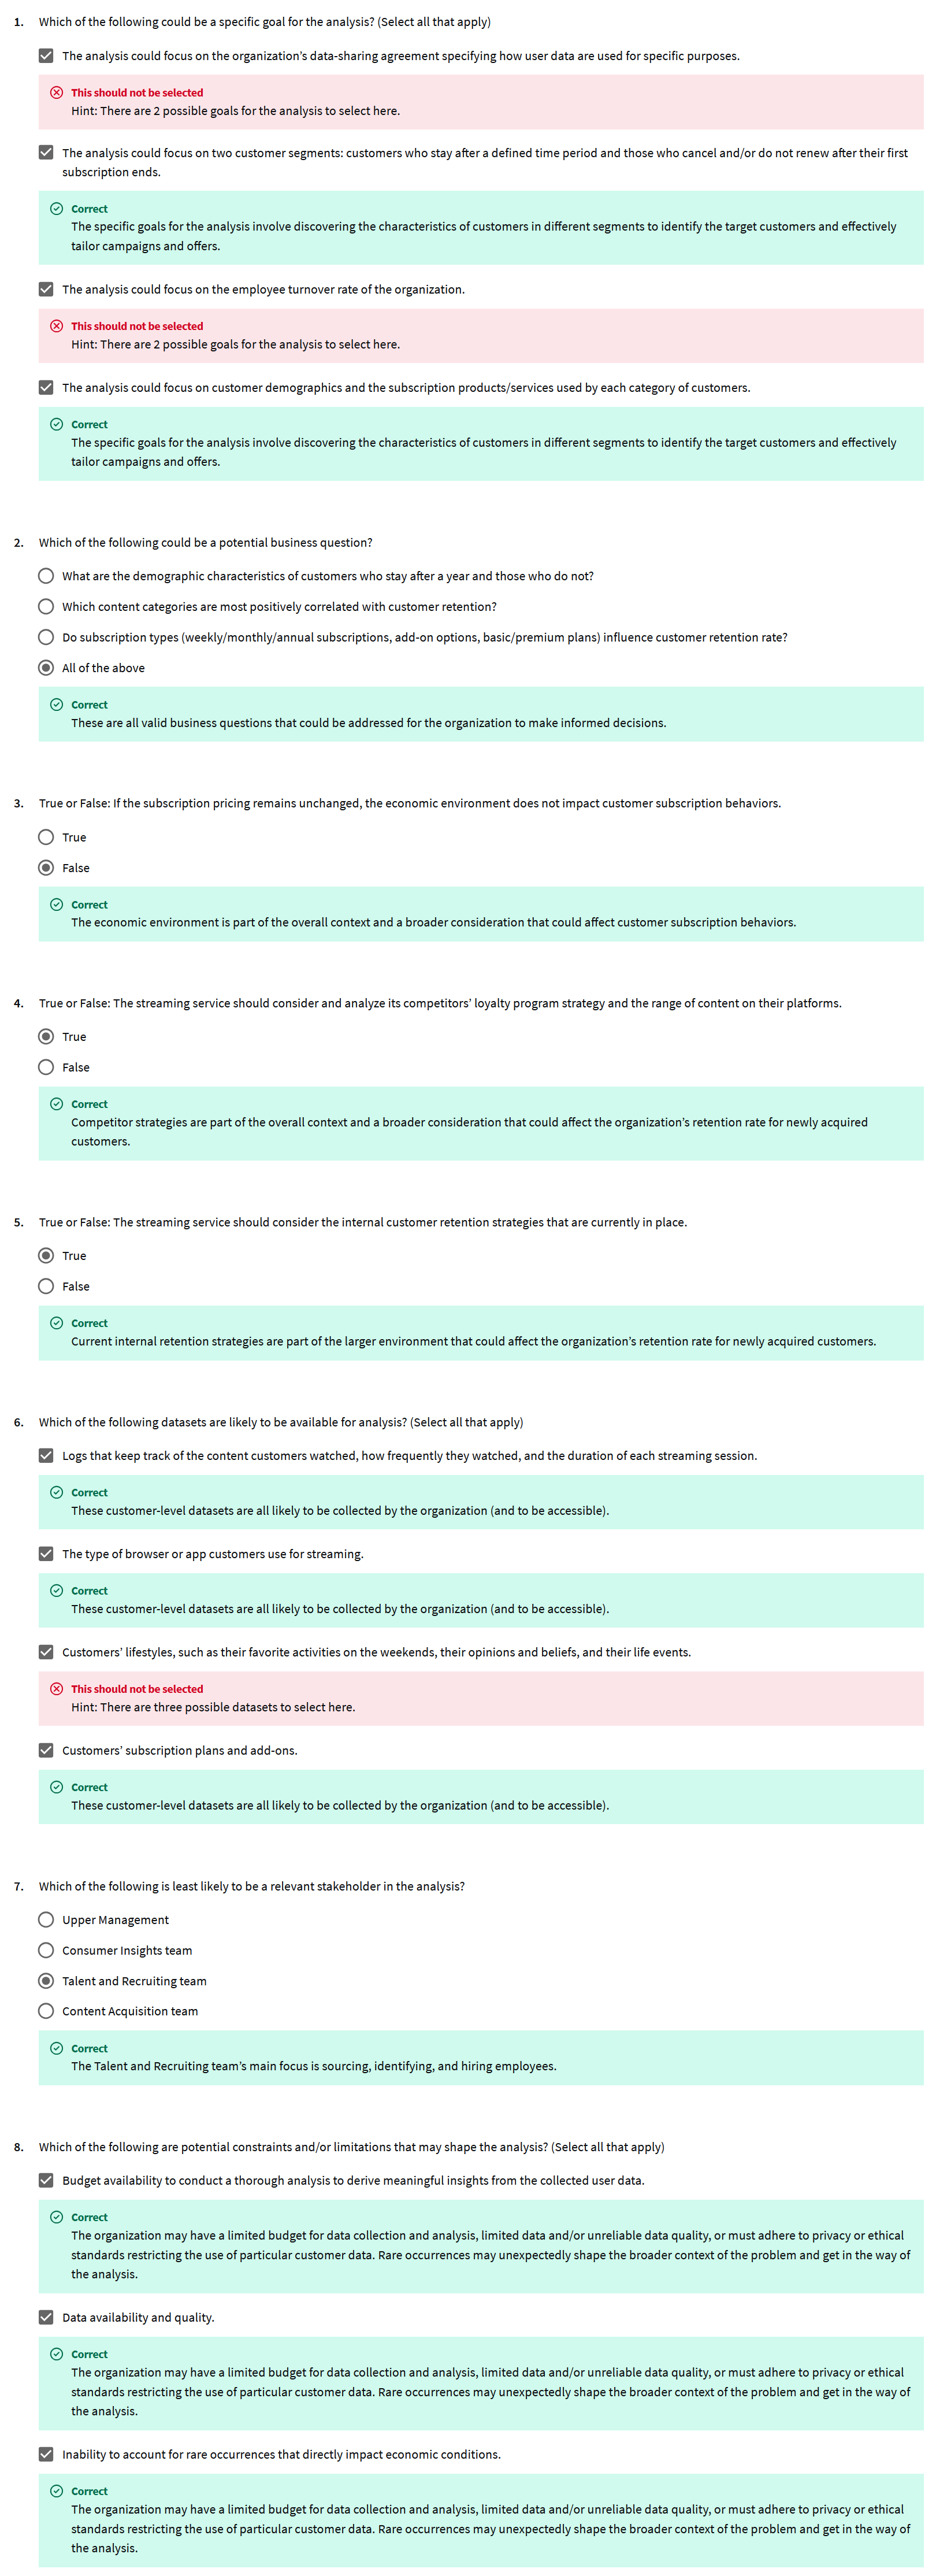 1. Which of the following could be a specific goal for the analysis? (Select all that apply)
The analysis could focus on the organization’s data-sharing agreement specifying how user data are used for specific purposes.
This should not be selected
Hint: There are 2 possible goals for the analysis to select here.
The analysis could focus on two customer segments: customers who stay after a defined time period and those who cancel and/or do not renew after their first
subscription ends.
Correct
The specific goals for the analysis involve discovering the characteristics of customers in different segments to identify the target customers and effectively
tailor campaigns and offers.
The analysis could focus on the employee turnover rate of the organization.
This should not be selected
Hint: There are 2 possible goals for the analysis to select here.
The analysis could focus on customer demographics and the subscription products/services used by each category of customers.
Correct
The specific goals for the analysis involve discovering the characteristics of customers in different segments to identify the target customers and effectively
tailor campaigns and offers.
2. Which of the following could be a potential business question?
What are the demographic characteristics of customers who stay after a year and those who do not?
Which content categories are most positively correlated with customer retention?
Do subscription types (weekly/monthly/annual subscriptions, add-on options, basic/premium plans) influence customer retention rate?
All of the above
Correct
These are all valid business questions that could be addressed for the organization to make informed decisions.
3. True or False: If the subscription pricing remains unchanged, the economic environment does not impact customer subscription behaviors.
True
False
Correct
The economic environment is part of the overall context and a broader consideration that could affect customer subscription behaviors.
4. True or False: The streaming service should consider and analyze its competitors’ loyalty program strategy and the range of content on their platforms.
True
False
Correct
Competitor strategies are part of the overall context and a broader consideration that could affect the organization’s retention rate for newly acquired
customers.
5. True or False: The streaming service should consider the internal customer retention strategies that are currently in place.
True
False
Correct
Current internal retention strategies are part of the larger environment that could affect the organization’s retention rate for newly acquired customers.
6. Which of the following datasets are likely to be available for analysis? (Select all that apply)
Logs that keep track of the content customers watched, how frequently they watched, and the duration of each streaming session.
Correct
These customer-level datasets are all likely to be collected by the organization (and to be accessible).
The type of browser or app customers use for streaming.
Correct
These customer-level datasets are all likely to be collected by the organization (and to be accessible).
Customers’ lifestyles, such as their favorite activities on the weekends, their opinions and beliefs, and their life events.
This should not be selected
Hint: There are three possible datasets to select here.
Customers’ subscription plans and add-ons.
Correct
These customer-level datasets are all likely to be collected by the organization (and to be accessible).
7. Which of the following is least likely to be a relevant stakeholder in the analysis?
Upper Management
Consumer Insights team
Talent and Recruiting team
Content Acquisition team
Correct
The Talent and Recruiting team’s main focus is sourcing, identifying, and hiring employees.
8. Which of the following are potential constraints and/or limitations that may shape the analysis? (Select all that apply)
Budget availability to conduct a thorough analysis to derive meaningful insights from the collected user data.
Correct
The organization may have a limited budget for data collection and analysis, limited data and/or unreliable data quality, or must adhere to privacy or ethical
standards restricting the use of particular customer data. Rare occurrences may unexpectedly shape the broader context of the problem and get in the way of
the analysis.
Data availability and quality.
Correct
The organization may have a limited budget for data collection and analysis, limited data and/or unreliable data quality, or must adhere to privacy or ethical
standards restricting the use of particular customer data. Rare occurrences may unexpectedly shape the broader context of the problem and get in the way of
the analysis.
Inability to account for rare occurrences that directly impact economic conditions.
Correct
The organization may have a limited budget for data collection and analysis, limited data and/or unreliable data quality, or must adhere to privacy or ethical
standards restricting the use of particular customer data. Rare occurrences may unexpectedly shape the broader context of the problem and get in the way of
the analysis.